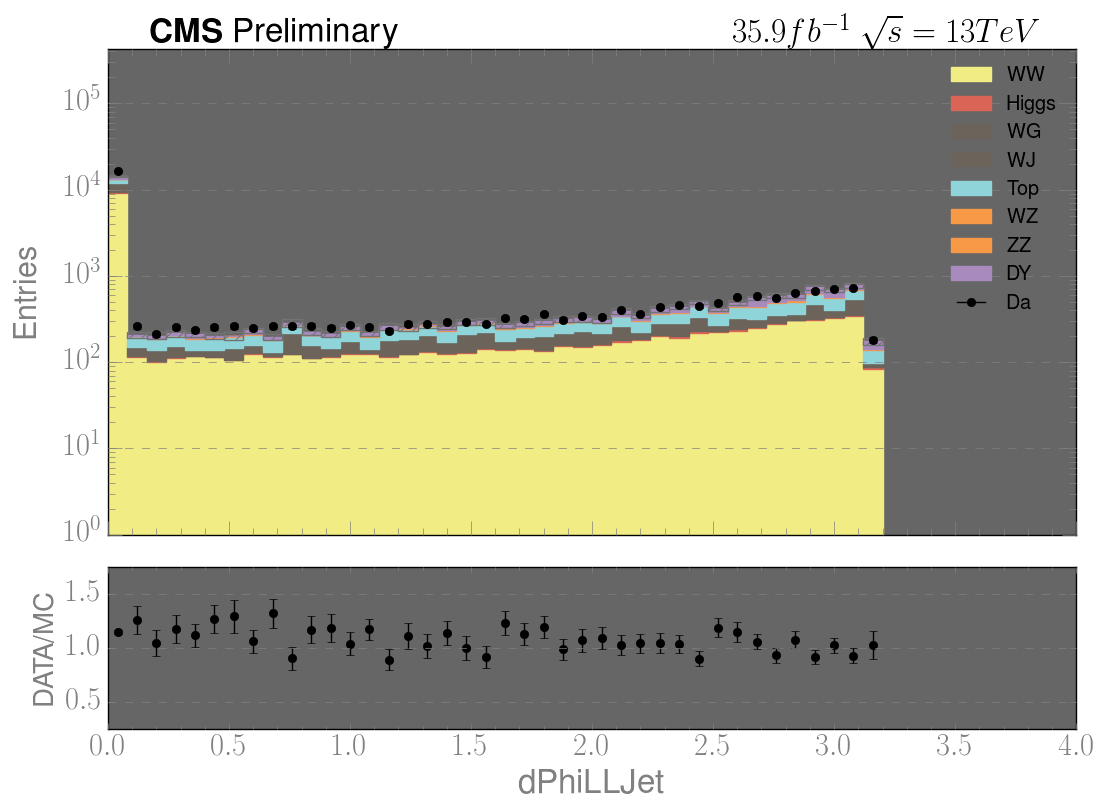 CMS Preliminary 35.9fb⁻¹ √s = 13TeV
Entries
10⁵
10⁴
10³
10²
10¹
10⁰
WW
Higgs
WG
WJ
Top
WZ
ZZ
DY
Da
DATA/MC
1.5
1.0
0.5
0.0 0.5 1.0 1.5 2.0 2.5 3.0 3.5 4.0
dPhiLLJet